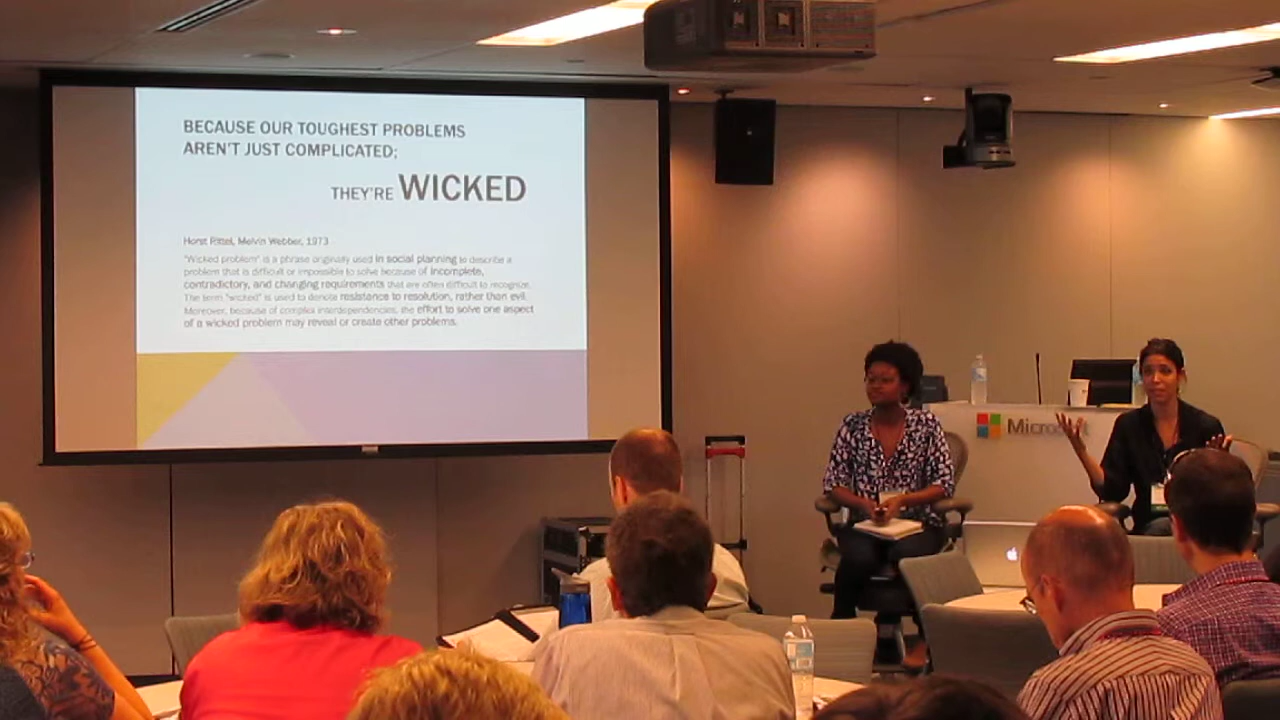 BECAUSE OUR TOUGHEST PROBLEMS
AREN'T JUST COMPLICATED;
THEY'RE WICKED
Horst Rittel, Melvin Webber, 1973
"Wicked problem" is a phrase originally used in social planning to describe a
problem that is difficult or impossible to solve because of incomplete,
contradictory, and changing requirements that are often difficult to recognize.
The term "wicked" is used to denote resistance to resolution, rather than evil.
Moreover, because of complex interdependencies, the effort to solve one aspect
of a wicked problem may reveal or create other problems.
Microsoft